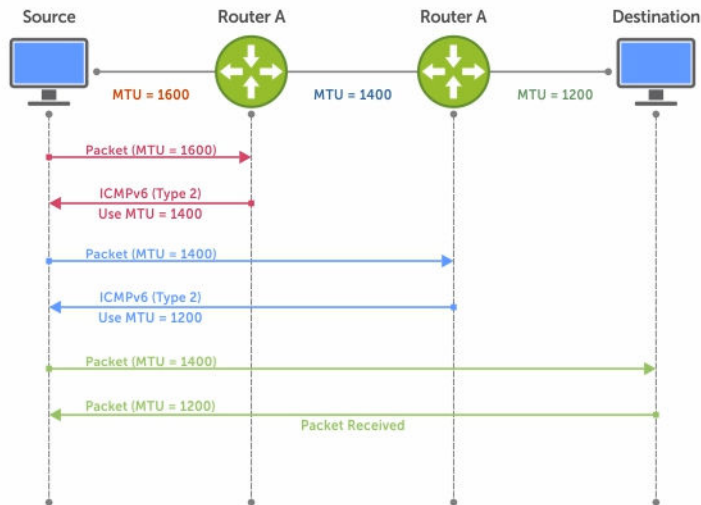 Source Router A Router A Destination
MTU = 1600 MTU = 1400 MTU = 1200
Packet (MTU = 1600)
ICMPv6 (Type 2)
Use MTU = 1400
Packet (MTU = 1400)
ICMPv6 (Type 2)
Use MTU = 1200
Packet (MTU = 1400)
Packet (MTU = 1200)
Packet Received